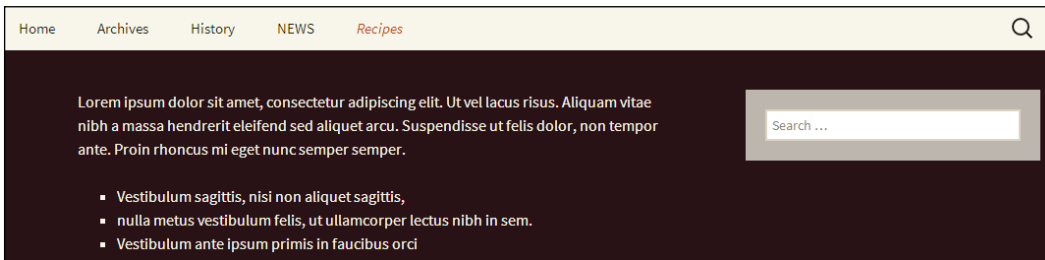 Home Archives History NEWS Recipes
Lorem ipsum dolor sit amet, consectetur adipiscing elit. Ut vel lacus risus. Aliquam vitae
nibh a massa hendrerit eleifend sed aliquet arcu. Suspendisse ut felis dolor, non tempor
ante. Proin rhoncus mi eget nunc semper semper.
Search ...
▪ Vestibulum sagittis, nisi non aliquet sagittis,
▪ nulla metus vestibulum felis, ut ullamcorper lectus nibh in sem.
▪ Vestibulum ante ipsum primis in faucibus orci